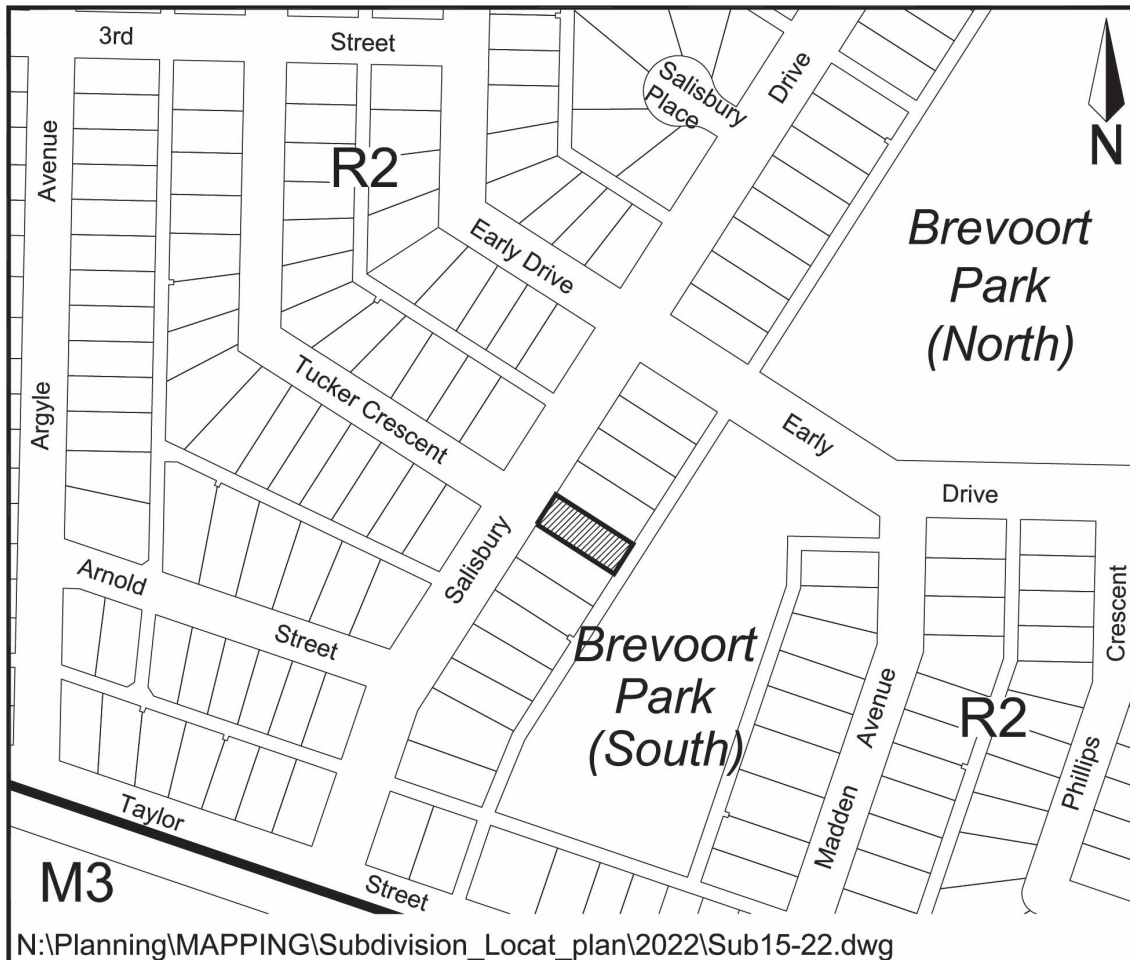 3rd
Street
Salisbury
Place
Drive
N
Avenue
R2
Brevoort
Park
(North)
Early Drive
Tucker Crescent
Argyle
Early
Drive
Salisbury
Arnold
Street
Crescent
Brevoort
Park
(South)
Avenue
R2
Phillips
Madden
Taylor
Street
M3
N:\Planning\MAPPING\Subdivision_Locat_plan\2022\Sub15-22.dwg